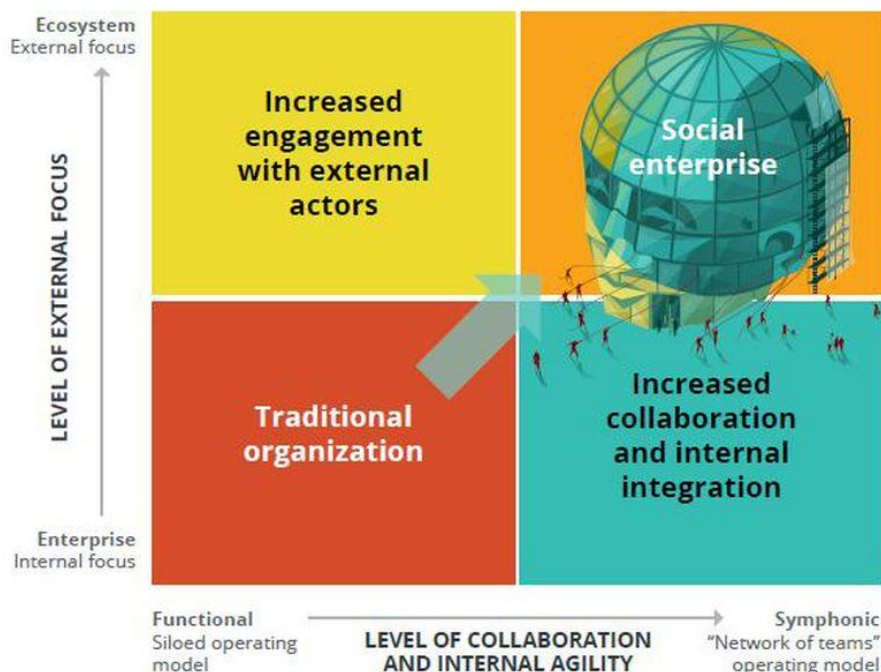 Ecosystem
External focus
LEVEL OF EXTERNAL FOCUS
Enterprise
Internal focus
Increased
engagement
with external
actors
Social
enterprise
Traditional
organization
Increased
collaboration
and internal
integration
Functional
Siloed operating
model
LEVEL OF COLLABORATION
AND INTERNAL AGILITY
Symphonic
“Network of teams”
operating model